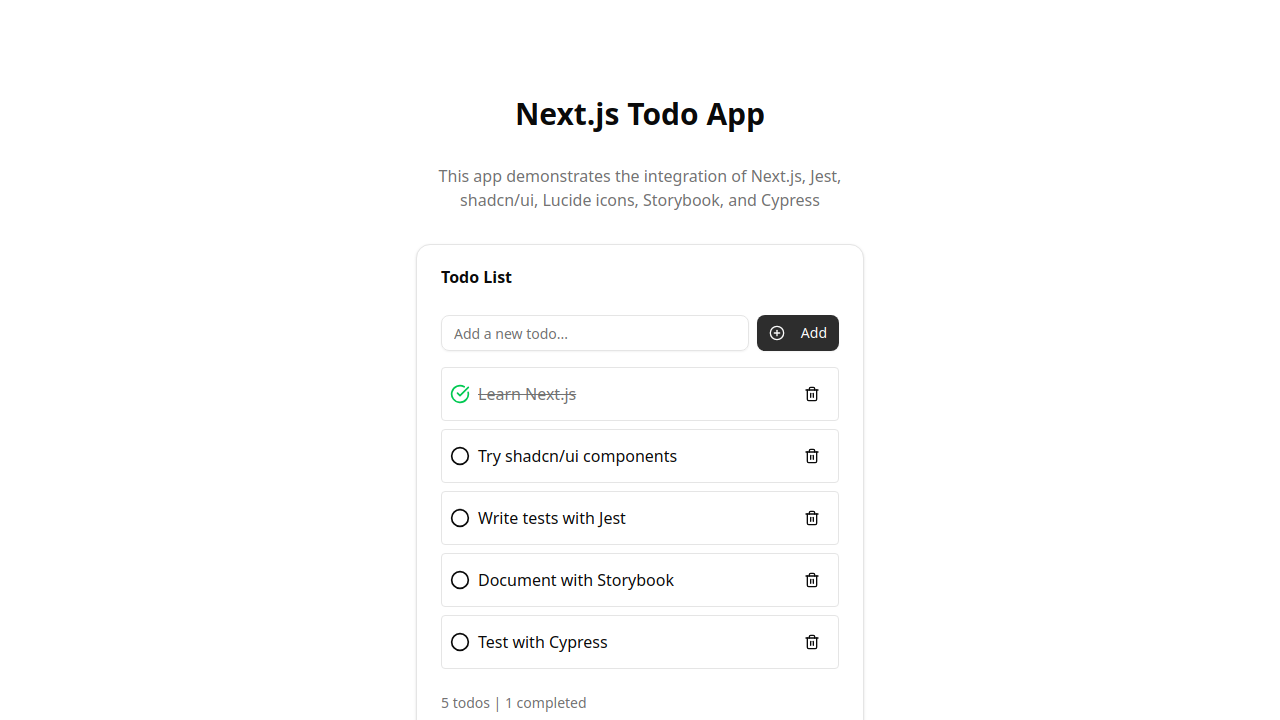 Next.js Todo App
This app demonstrates the integration of Next.js, Jest,
shadcn/ui, Lucide icons, Storybook, and Cypress
Todo List
Add a new todo...
Add
Learn Next.js
Try shadcn/ui components
Write tests with Jest
Document with Storybook
Test with Cypress
5 todos | 1 completed